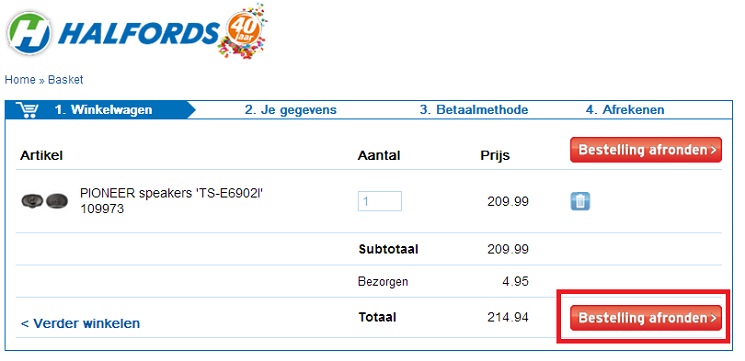 HALFORDS 40 jaar
Home » Basket
1. Winkelwagen 2. Je gegevens 3. Betaalmethode 4. Afrekenen
Artikel Aantal Prijs Bestelling afronden >
PIONEER speakers 'TS-E6902I' 1 209.99
109973
Subtotaal 209.99
Bezorgen 4.95
< Verder winkelen Totaal 214.94 Bestelling afronden >